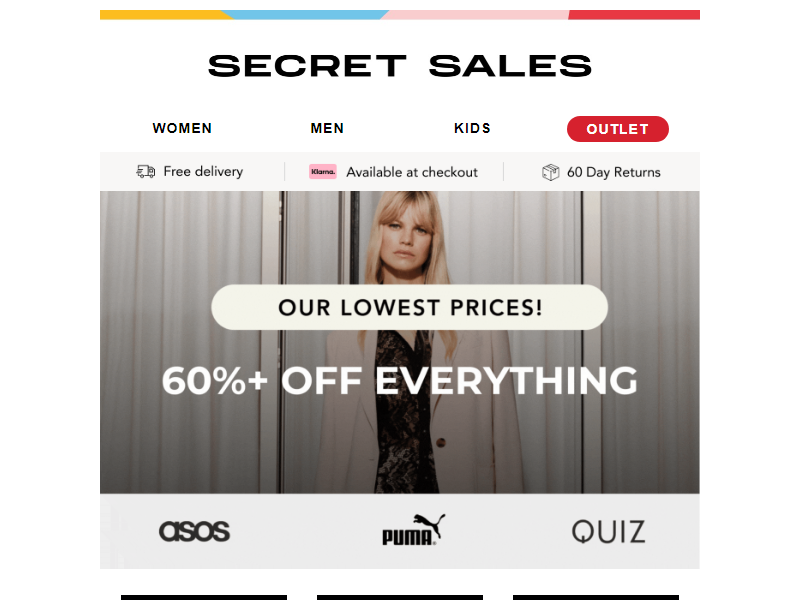 SECRET SALES
WOMEN MEN KIDS OUTLET
Free delivery Klarna. Available at checkout 60 Day Returns
OUR LOWEST PRICES!
60%+ OFF EVERYTHING
asos PUMA QUIZ